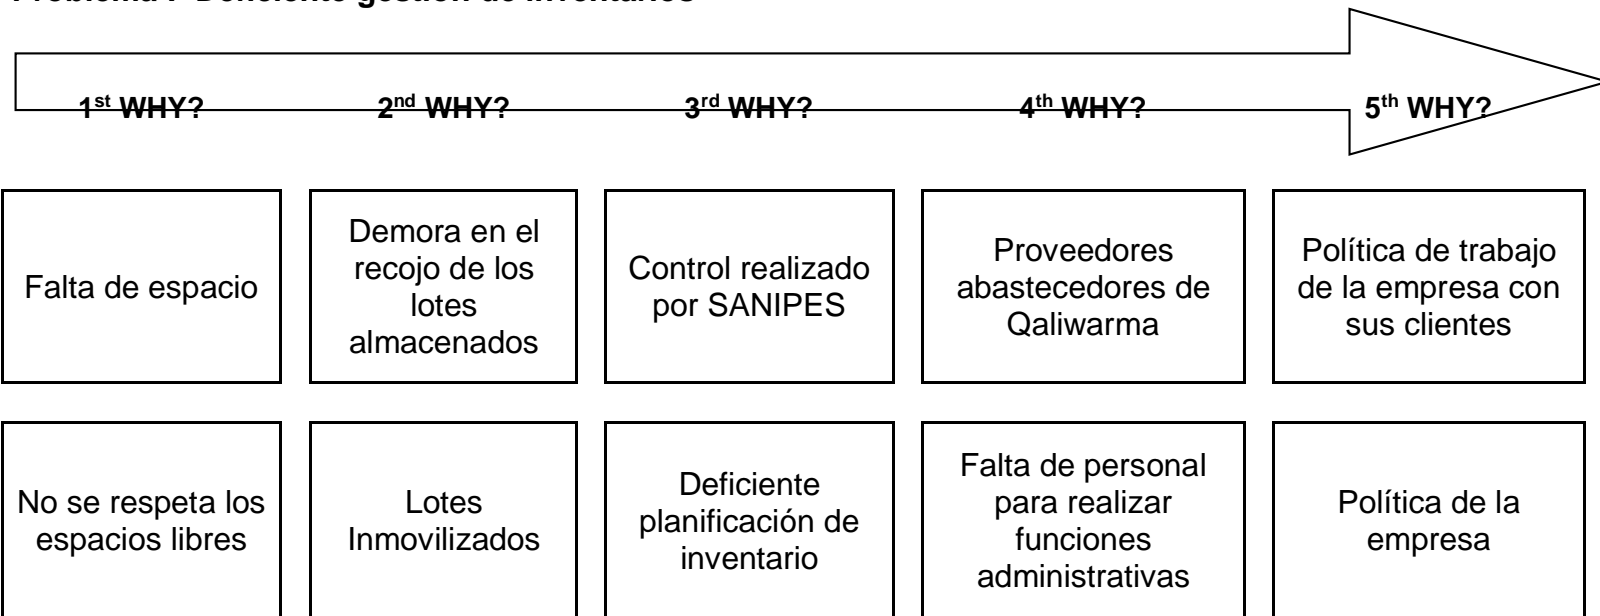 Problema : Deficiente gestión de inventarios
1st WHY? 2nd WHY? 3rd WHY? 4th WHY? 5th WHY?
Falta de espacio
Demora en el
recojo de los
lotes
almacenados
Control realizado
por SANIPES
Proveedores
abastecedores de
Qaliwarma
Política de trabajo
de la empresa con
sus clientes
No se respeta los
espacios libres
Lotes
Inmovilizados
Deficiente
planificación de
inventario
Falta de personal
para realizar
funciones
administrativas
Política de la
empresa